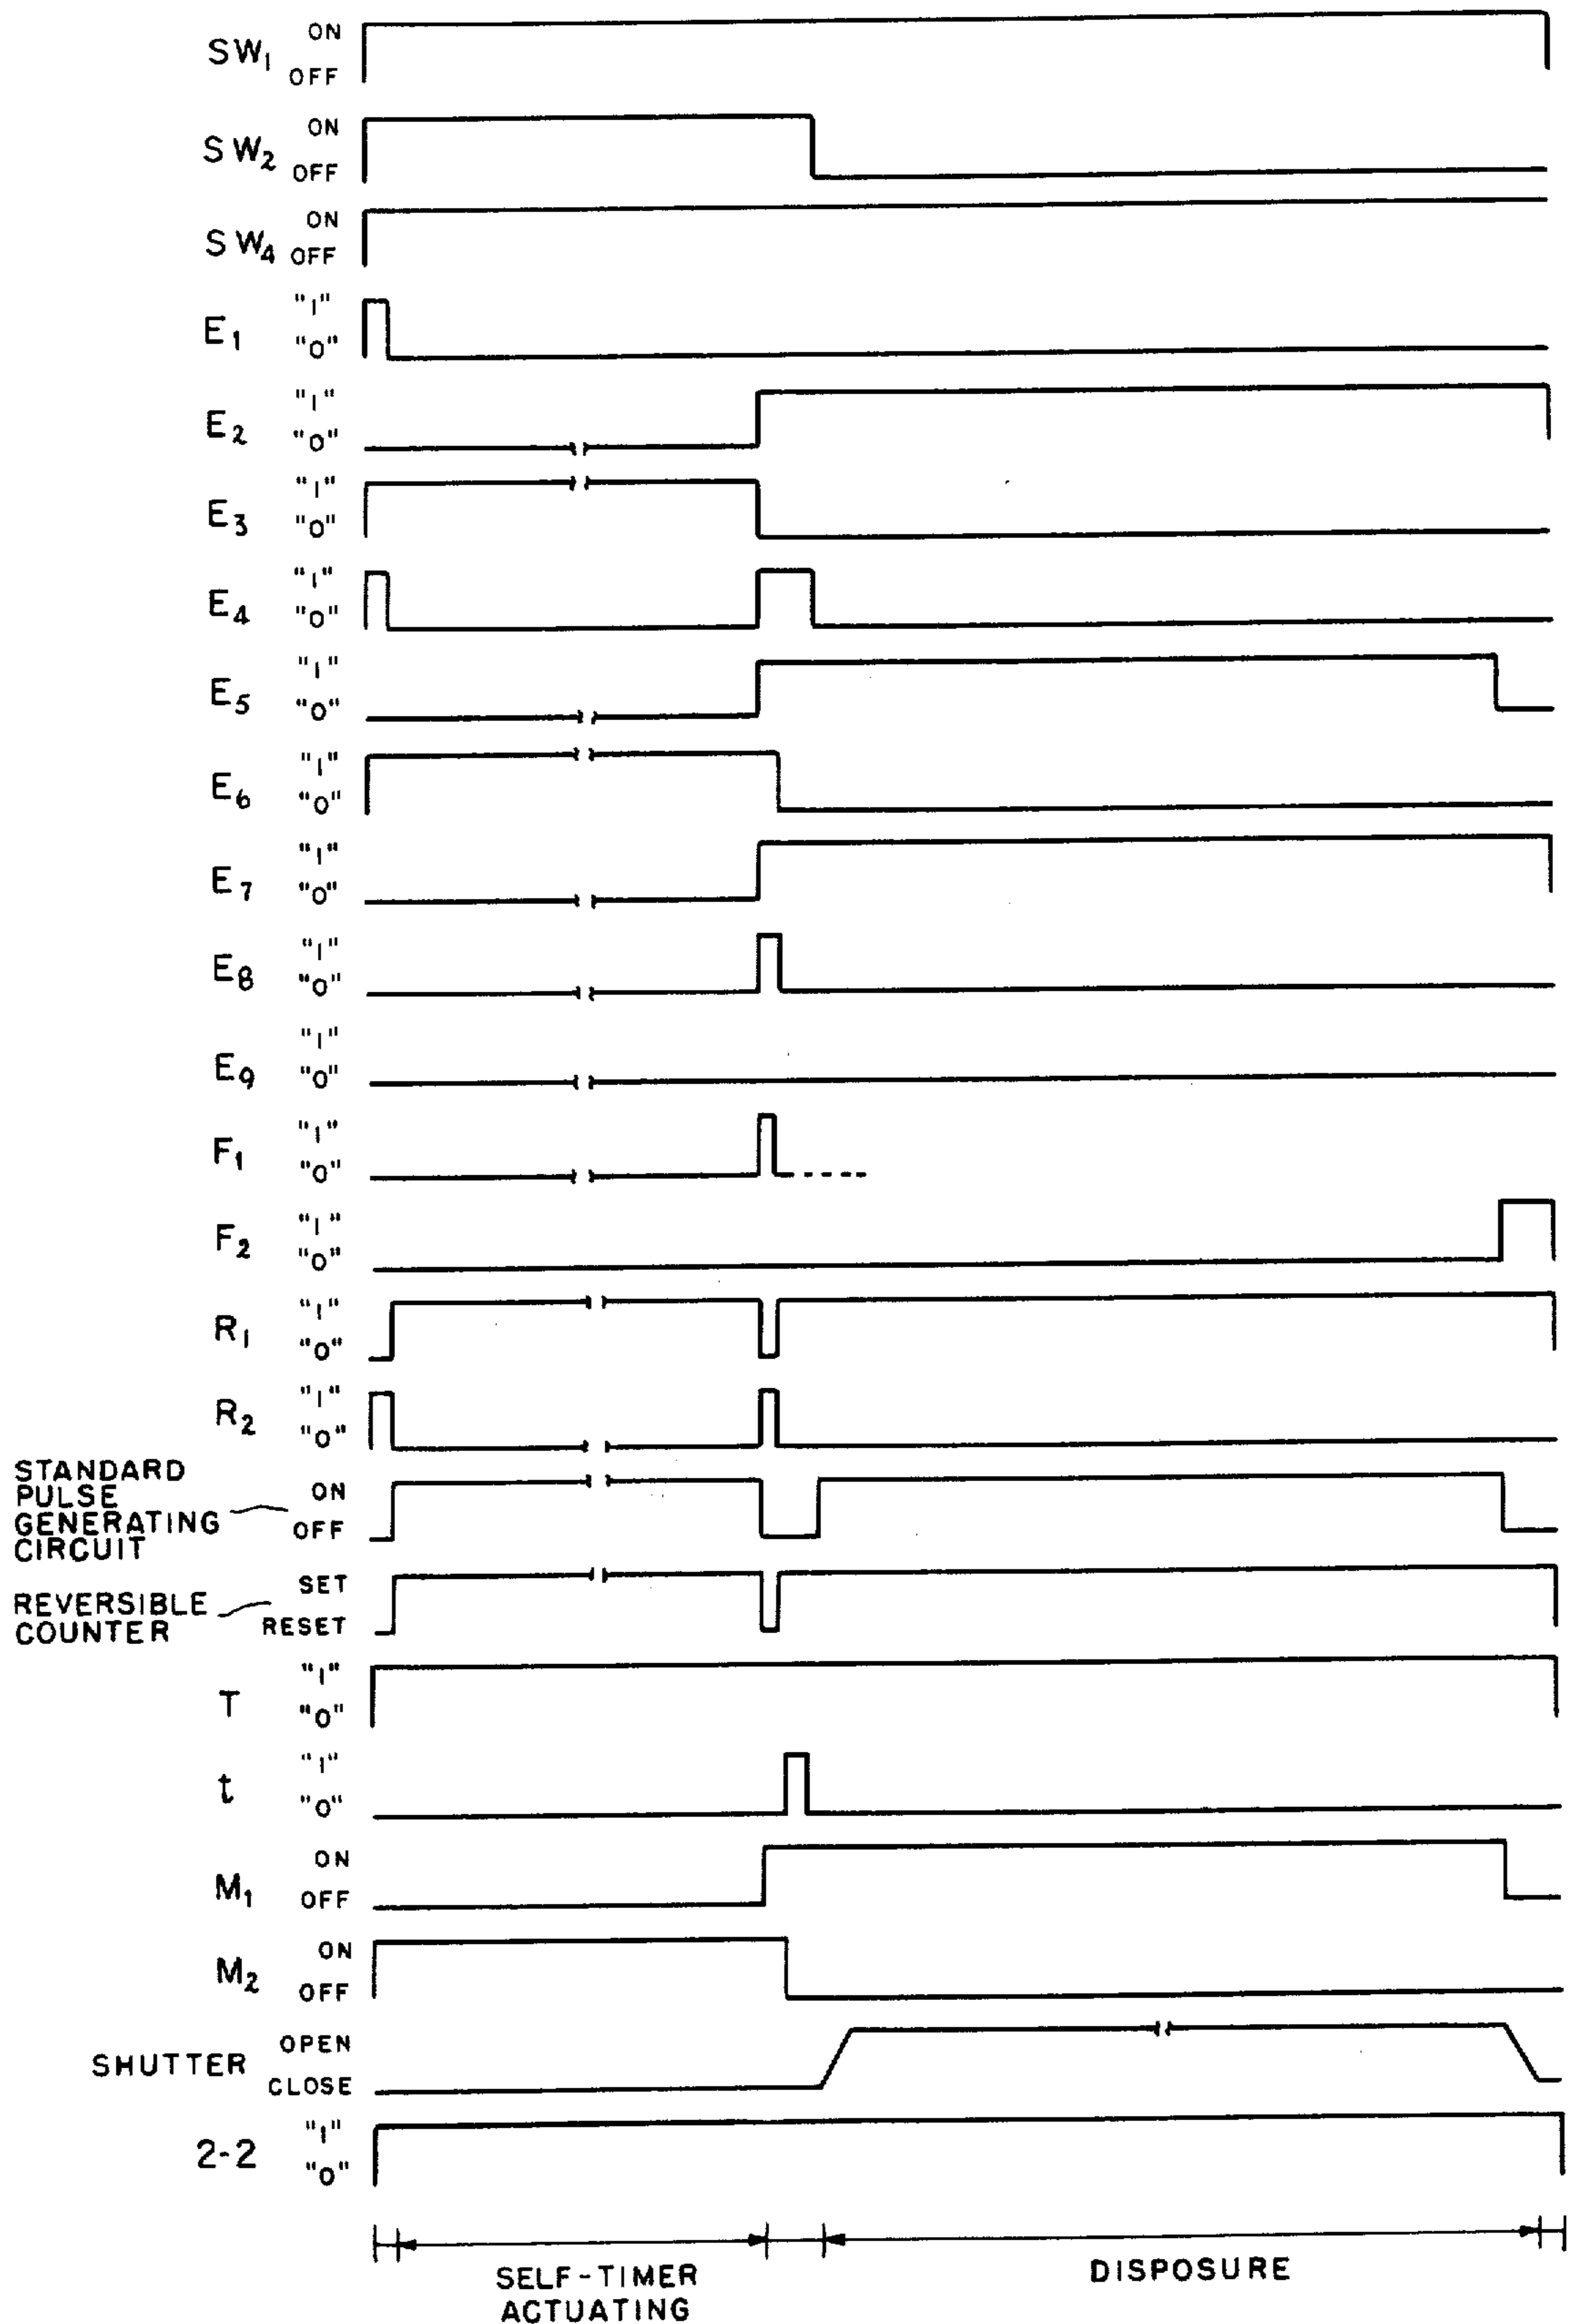 SW1 ON
OFF
SW2 ON
OFF
SW4 ON
OFF
E1 "1"
"0"
E2 "1"
"0"
E3 "1"
"0"
E4 "1"
"0"
E5 "1"
"0"
E6 "1"
"0"
E7 "1"
"0"
E8 "1"
"0"
E9 "1"
"0"
F1 "1"
"0"
F2 "1"
"0"
R1 "1"
"0"
R2 "1"
"0"
STANDARD
PULSE
GENERATING
CIRCUIT
ON
OFF
REVERSIBLE
COUNTER
SET
RESET
T "1"
"0"
t "1"
"0"
M1 ON
OFF
M2 ON
OFF
SHUTTER OPEN
CLOSE
2-2 "1"
"0"
SELF-TIMER
ACTUATING
DISPOSURE